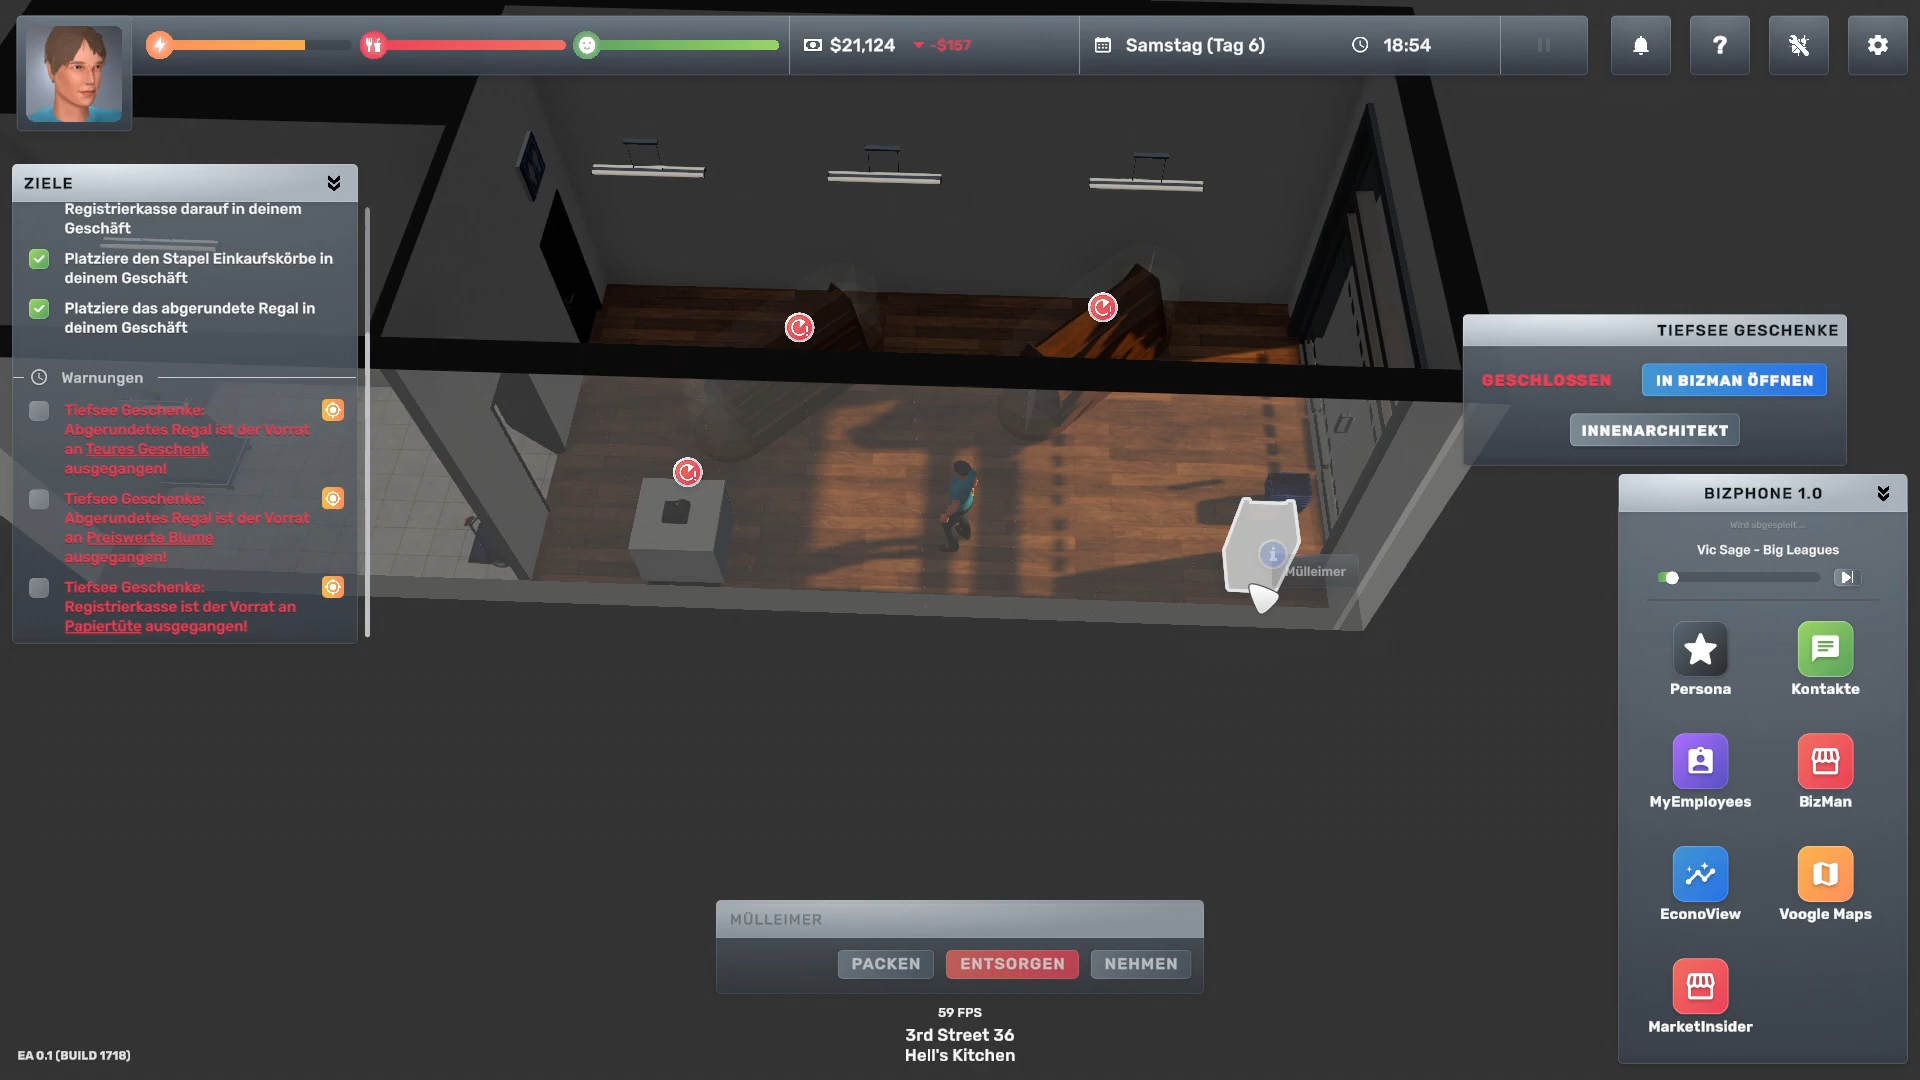 $21,124
-$157
Samstag (Tag 6)
18:54
ZIELE
Registrierkasse darauf in deinem
Geschäft
Platziere den Stapel Einkaufskörbe in
deinem Geschäft
Platziere das abgerundete Regal in
deinem Geschäft
Warnungen
Tiefsee Geschenke:
Abgerundetes Regal ist der Vorrat
an Teures Geschenk
ausgegangen!
Tiefsee Geschenke:
Abgerundetes Regal ist der Vorrat
an Preiswerte Blume
ausgegangen!
Tiefsee Geschenke:
Registrierkasse ist der Vorrat an
Papiertüte ausgegangen!
TIEFSEE GESCHENKE
GESCHLOSSEN
IN BIZMAN ÖFFNEN
INNENARCHITEKT
BIZPHONE 1.0
Wird abgespielt ...
Vic Sage - Big Leagues
Persona
Kontakte
MyEmployees
BizMan
EconoView
Voogle Maps
MarketInsider
Mülleimer
MÜLLEIMER
PACKEN
ENTSORGEN
NEHMEN
59 FPS
3rd Street 36
Hell's Kitchen
EA 0.1 (BUILD 1718)